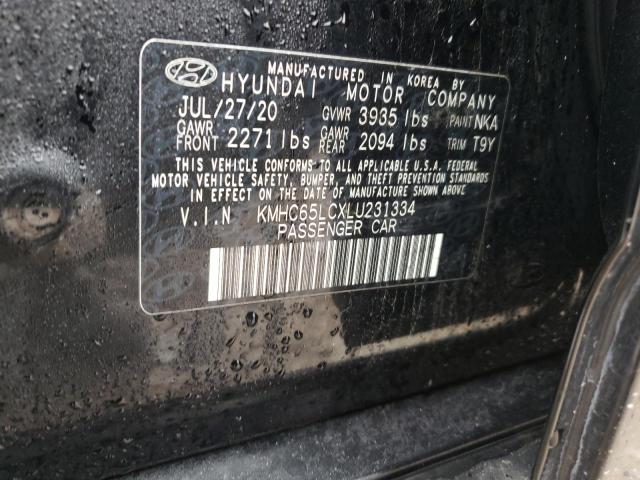 MANUFACTURED IN KOREA BY
HYUNDAI MOTOR COMPANY
JUL/27/20 GVWR 3935 lbs PAINT NKA
GAWR FRONT 2271 lbs GAWR REAR 2094 lbs TRIM T9Y
THIS VEHICLE CONFORMS TO ALL APPLICABLE U.S.A. FEDERAL
MOTOR VEHICLE SAFETY, BUMPER, AND THEFT PREVENTION STANDARDS
IN EFFECT ON THE DATE OF MANUFACTURE SHOWN ABOVE.
V.I.N KMHC65LCXLU231334
PASSENGER CAR